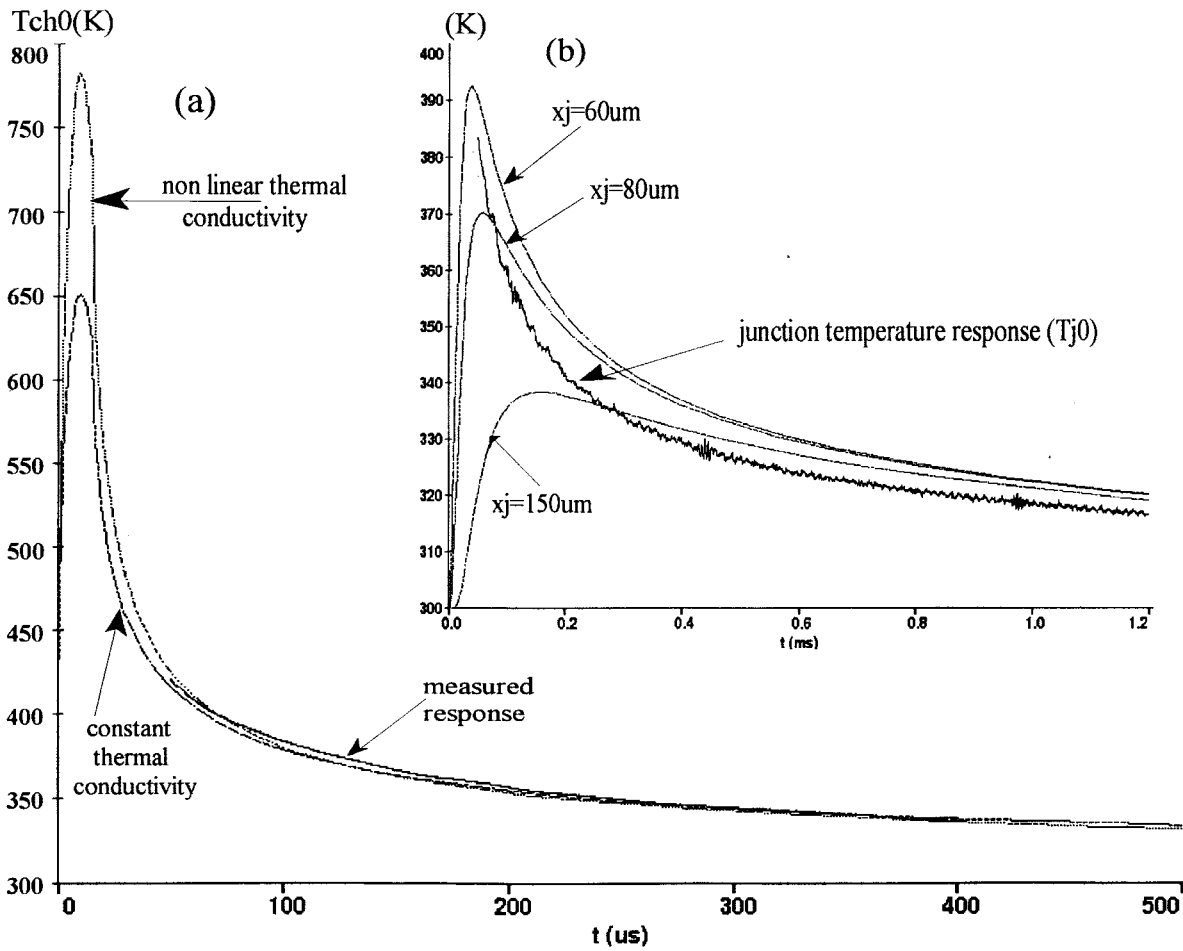 Tch0(K)
800
750
700
650
600
550
500
450
400
350
300
0
100
200
300
400
500
t (us)
(a)
non linear thermal
conductivity
constant
thermal
conductivity
measured
response
(K)
(b)
400
390
380
370
360
350
340
330
320
310
300
0.0
0.2
0.4
0.6
0.8
1.0
1.2
t (ms)
xj=60um
xj=80um
junction temperature response (Tj0)
xj=150um